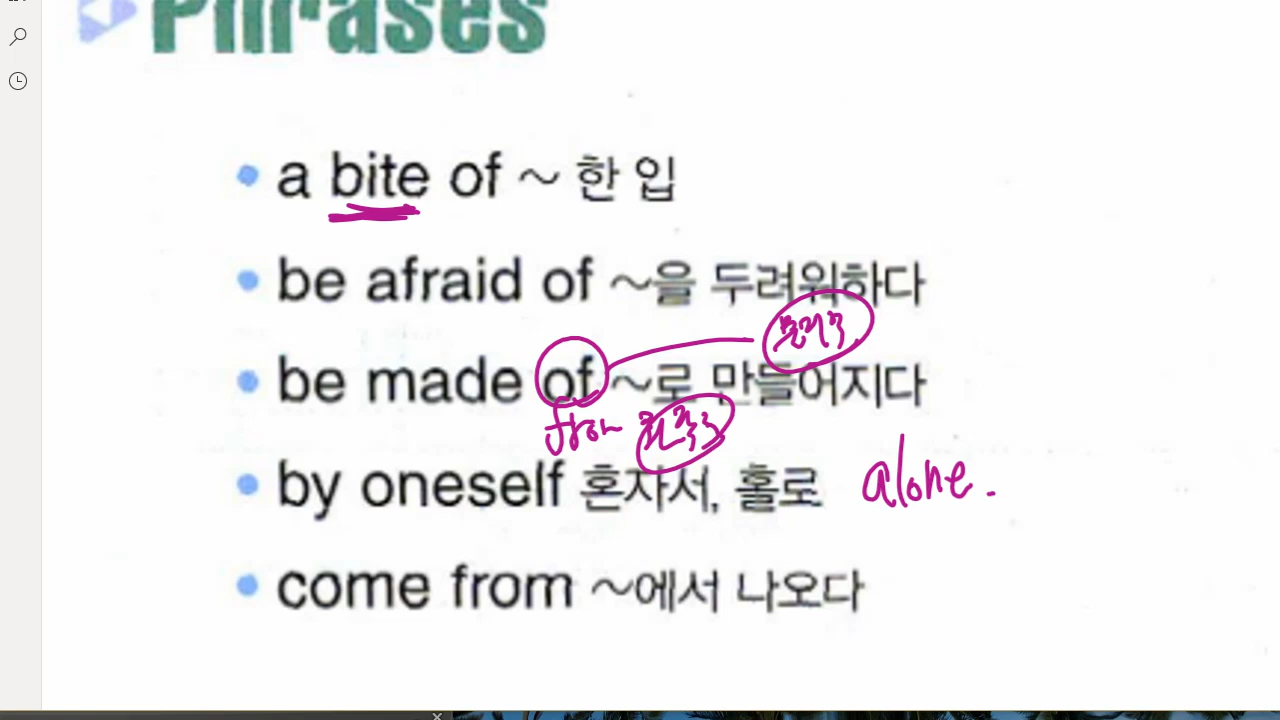 Phrases
a bite of ~ 한 입
be afraid of ~을 두려워하다
be made of ~로 만들어지다
from
by oneself 혼자서, 홀로 alone.
come from ~에서 나오다